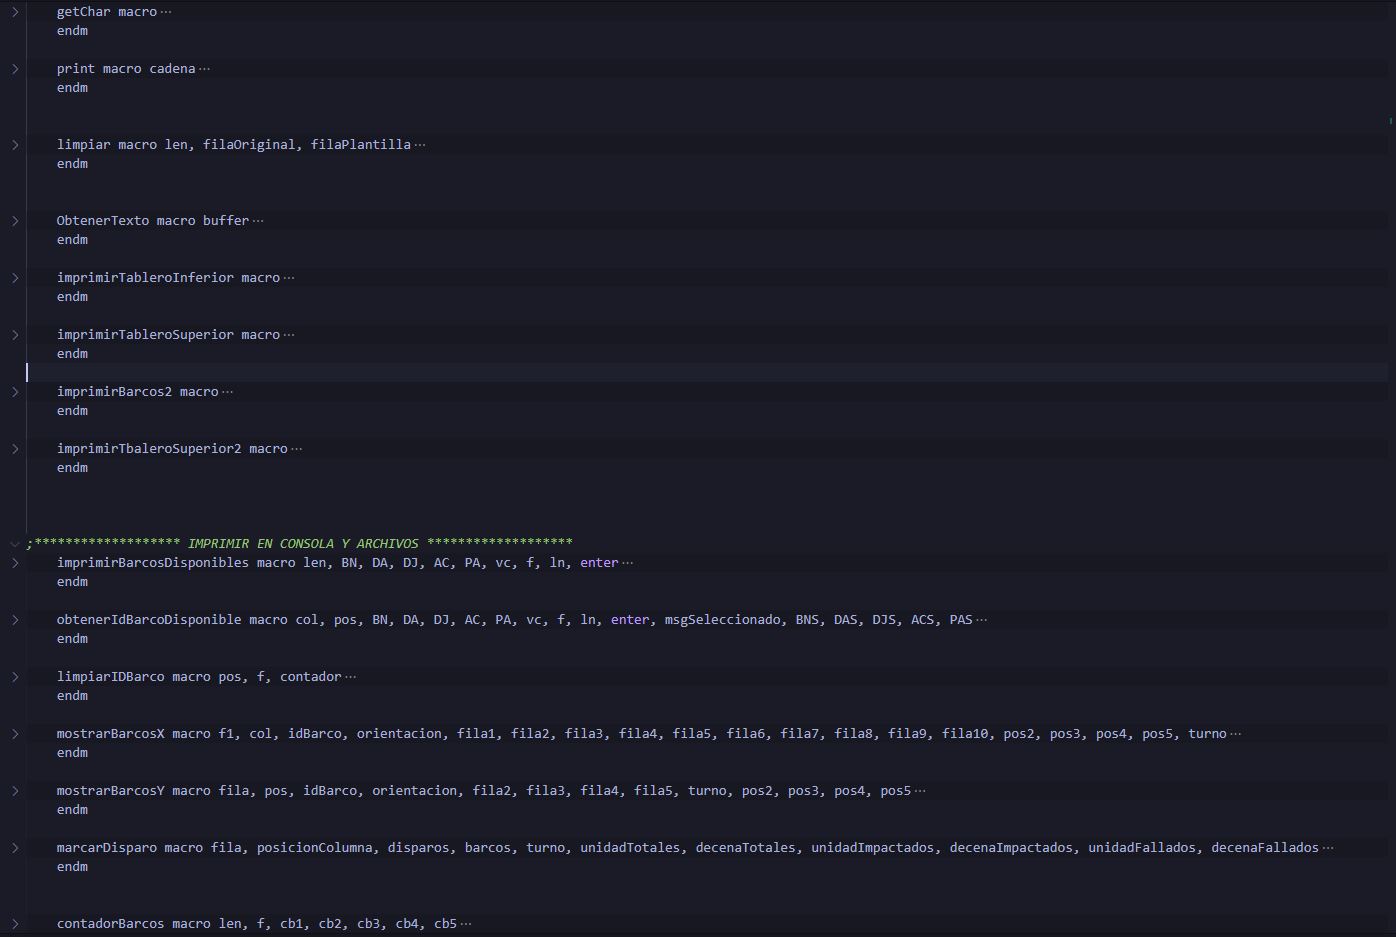 getChar macro ···
endm
print macro cadena ···
endm
limpiar macro len, filaOriginal, filaPlantilla ···
endm
ObtenerTexto macro buffer ···
endm
imprimirTableroInferior macro ···
endm
imprimirTableroSuperior macro ···
endm
imprimirBarcos2 macro ···
endm
imprimirTbaleroSuperior2 macro ···
endm
;******************* IMPRIMIR EN CONSOLA Y ARCHIVOS *******************
imprimirBarcosDisponibles macro len, BN, DA, DJ, AC, PA, vc, f, ln, enter ···
endm
obtenerIdBarcoDisponible macro col, pos, BN, DA, DJ, AC, PA, vc, f, ln, enter, msgSeleccionado, BNS, DAS, DJS, ACS, PAS ···
endm
limpiarIDBarco macro pos, f, contador ···
endm
mostrarBarcosX macro f1, col, idBarco, orientacion, fila1, fila2, fila3, fila4, fila5, fila6, fila7, fila8, fila9, fila10, pos2, pos3, pos4, pos5, turno ···
endm
mostrarBarcosY macro fila, pos, idBarco, orientacion, fila2, fila3, fila4, fila5, turno, pos2, pos3, pos4, pos5 ···
endm
marcarDisparo macro fila, posicionColumna, disparos, barcos, turno, unidadTotales, decenaTotales, unidadImpactados, decenaImpactados, unidadFallados, decenaFallados ···
endm
contadorBarcos macro len, f, cb1, cb2, cb3, cb4, cb5 ···